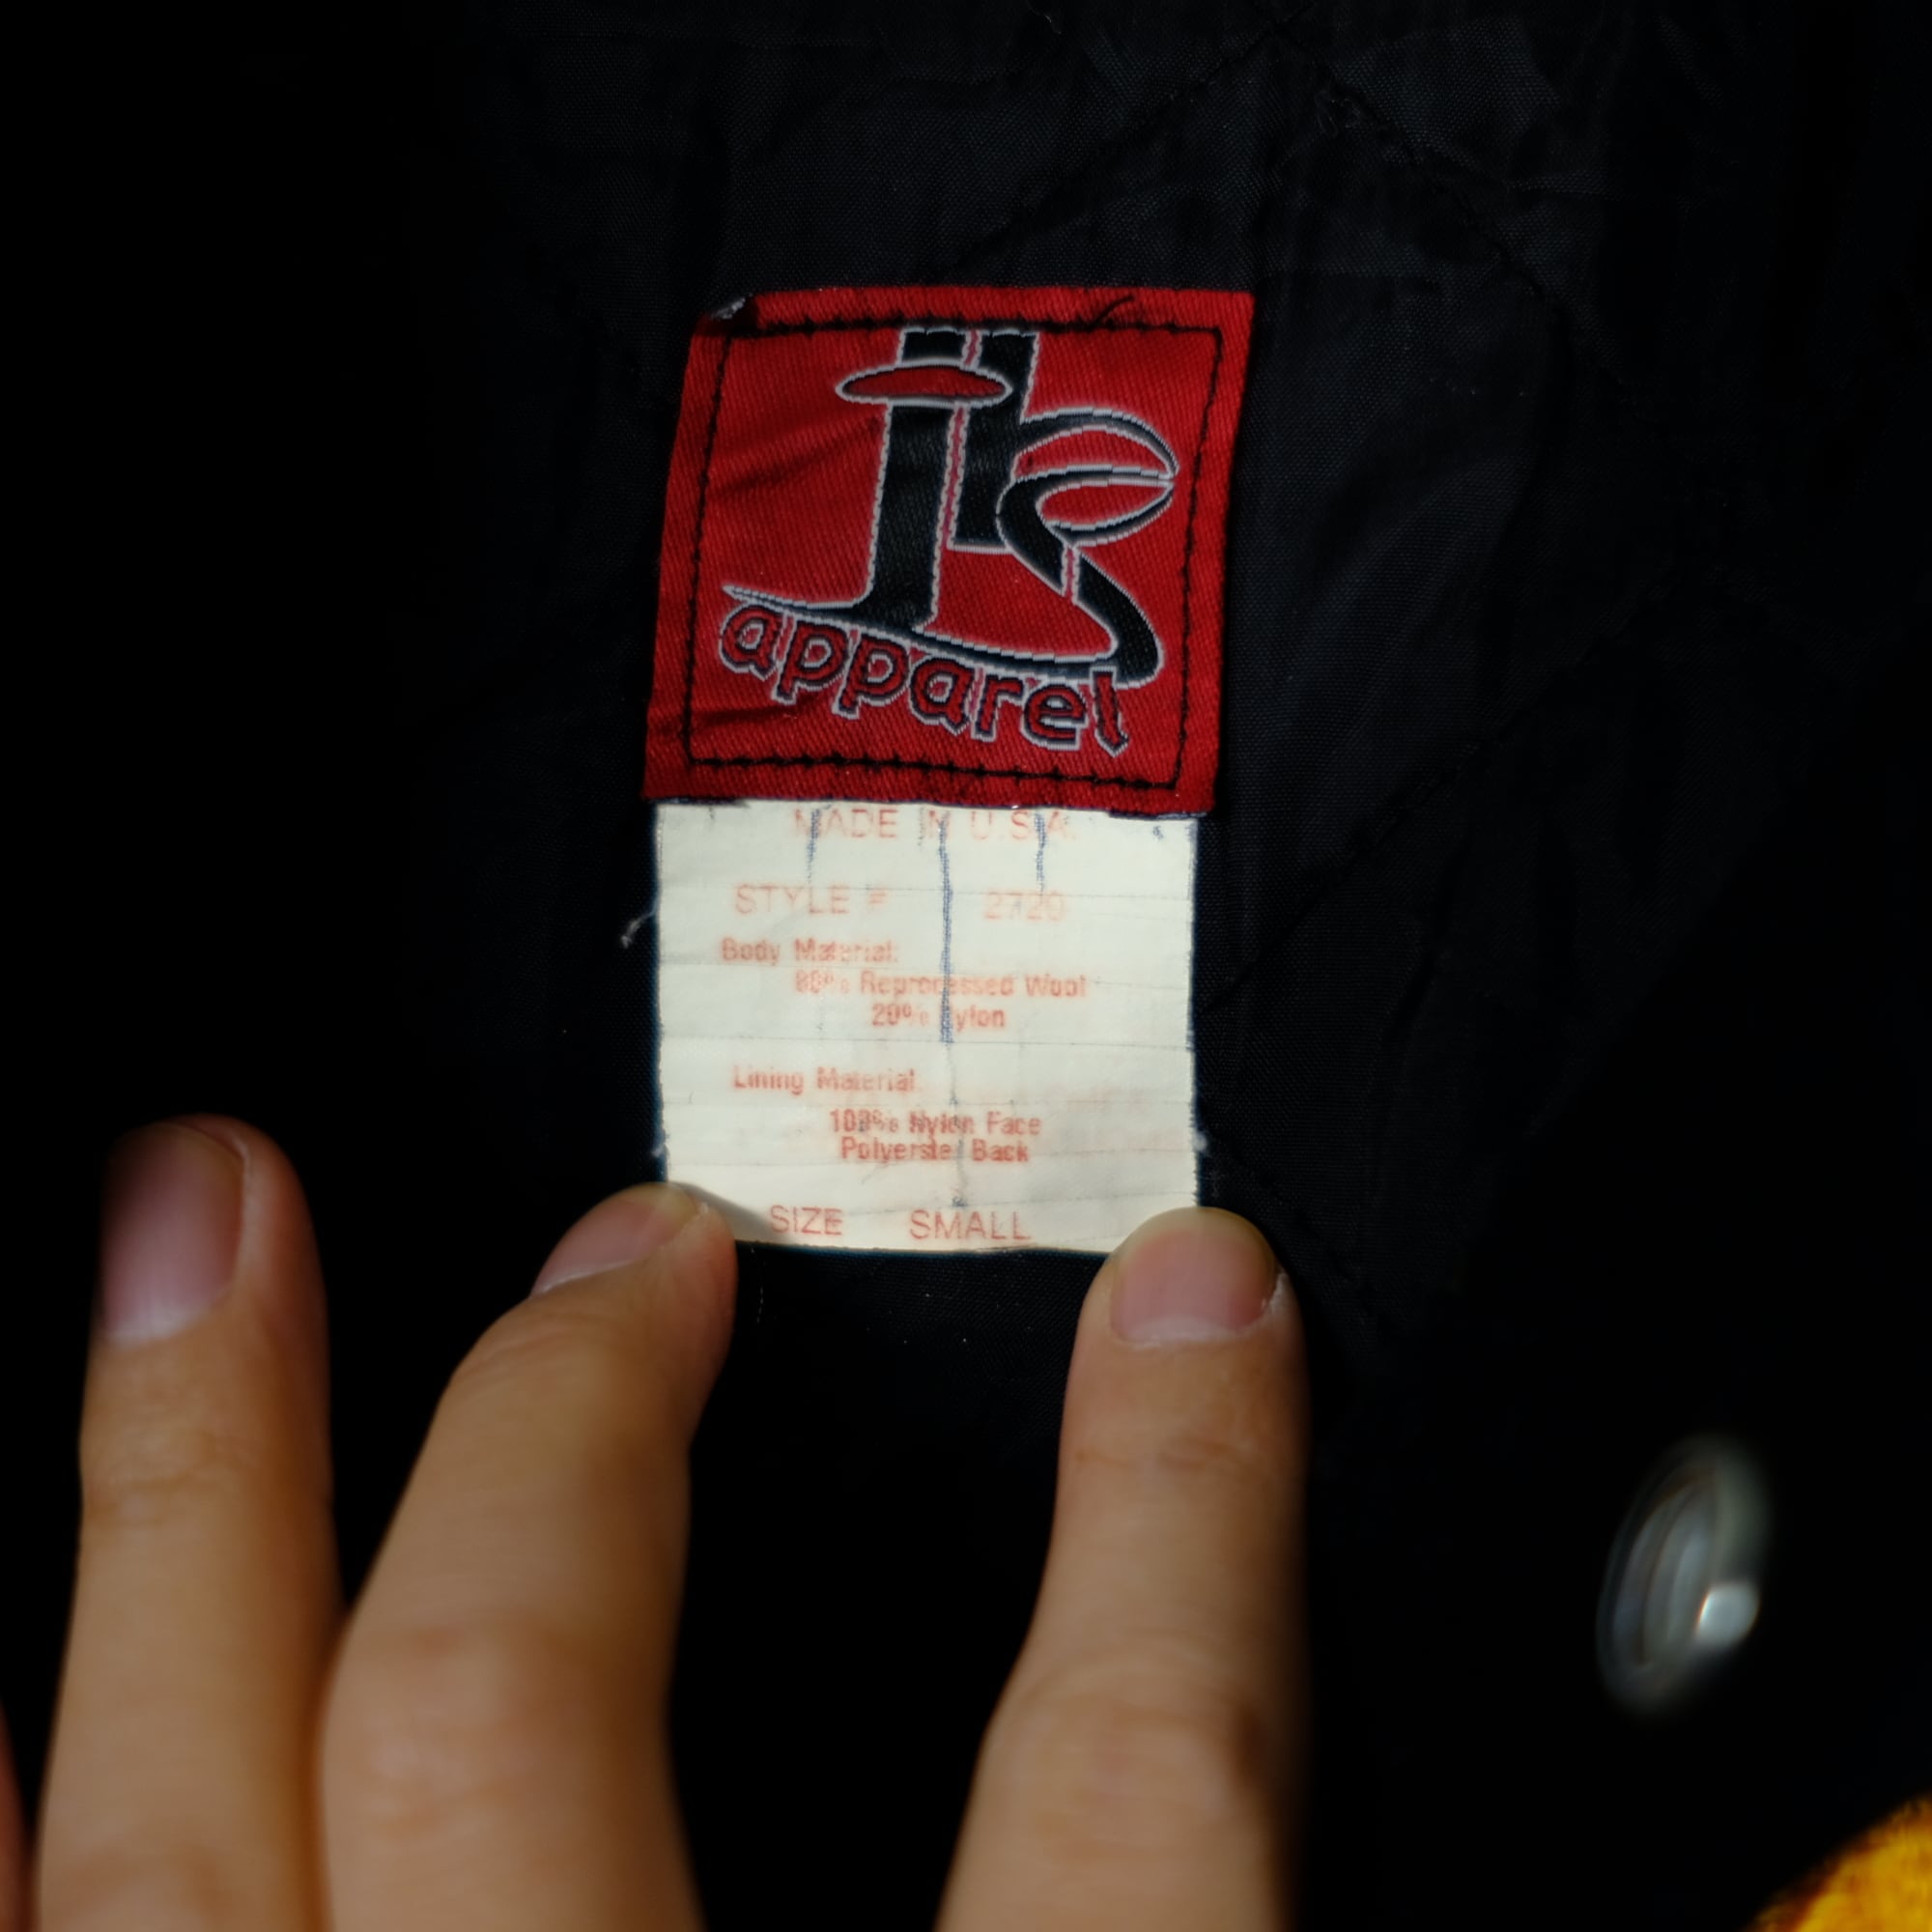 apparel
MADE IN U.S.A.
STYLE # 2720
Body Material:
80% Reprocessed Wool
20% Nylon
Lining Material:
100% Nylon Face
Polyerster Back
SIZE SMALL